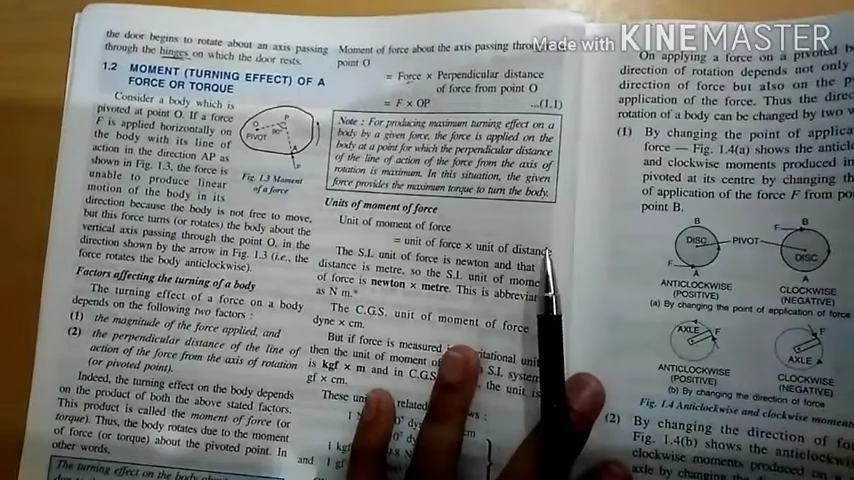 the door begins to rotate about an axis passing
through the hinges on which the door rests.
1.2 MOMENT (TURNING EFFECT) OF A
FORCE OR TORQUE
Consider a body which is
pivoted at point O. If a force
F is applied horizontally on
the body with its line of
action in the direction AP as
shown in Fig. 1.3, the force is
unable to produce linear
motion of the body in its
direction because the body is not free to move,
but this force turns (or rotates) the body about the
vertical axis passing through the point O, in the
direction shown by the arrow in Fig. 1.3 (i.e., the
force rotates the body anticlockwise).
O
P
90°
PIVOT
A
F
Fig. 1.3 Moment
of a force
Factors affecting the turning of a body
The turning effect of a force on a body
depends on the following two factors :
(1) the magnitude of the force applied, and
(2) the perpendicular distance of the line of
action of the force from the axis of rotation
(or pivoted point).
Indeed, the turning effect on the body depends
on the product of both the above stated factors.
This product is called the moment of force (or
torque). Thus, the body rotates due to the moment
of force (or torque) about the pivoted point. In
other words,
The turning effect on the body
Moment of force about the axis passing
point O
= Force × Perpendicular distance
of force from point O
= F × OP ...(1.1)
Note : For producing maximum turning effect on a
body by a given force, the force is applied on the
body at a point for which the perpendicular distance
of the line of action of the force from the axis of
rotation is maximum. In this situation, the given
force provides the maximum torque to turn the body.
Units of moment of force
Unit of moment of force
= unit of force × unit of distance
The S.I. unit of force is newton and that
distance is metre, so the S.I. unit of
of force is newton × metre. This is
as N m.*
The C.G.S. unit of moment of force
dyne × cm.
But if force is measured
then the unit of moment of S.I. system
is kgf × m and in C.G.S. the unit is
gf × cm.
These related
1 N
cm
1 kgf
and 1 gf
Made with KINEMASTER
On applying a force on a pivoted
direction of rotation depends not only
direction of force but also on the
application of the force. Thus the
rotation of a body can be changed by two
(1) By changing the point of
force — Fig. 1.4(a) shows the
and clockwise moments produced in
pivoted at its centre by changing the
of application of the force F from
point B.
B
DISC
F
A
ANTICLOCKWISE
(POSITIVE)
PIVOT
F
B
DISC
A
CLOCKWISE
(NEGATIVE)
(a) By changing the point of application of force
AXLE
F
ANTICLOCKWISE
(POSITIVE)
F
AXLE
CLOCKWISE
(NEGATIVE)
(b) By changing the direction of force
Fig. 1.4 Anticlockwise and clockwise
(2) By changing the direction of
Fig. 1.4(b) shows the
clockwise moments produced on
axle by changing the